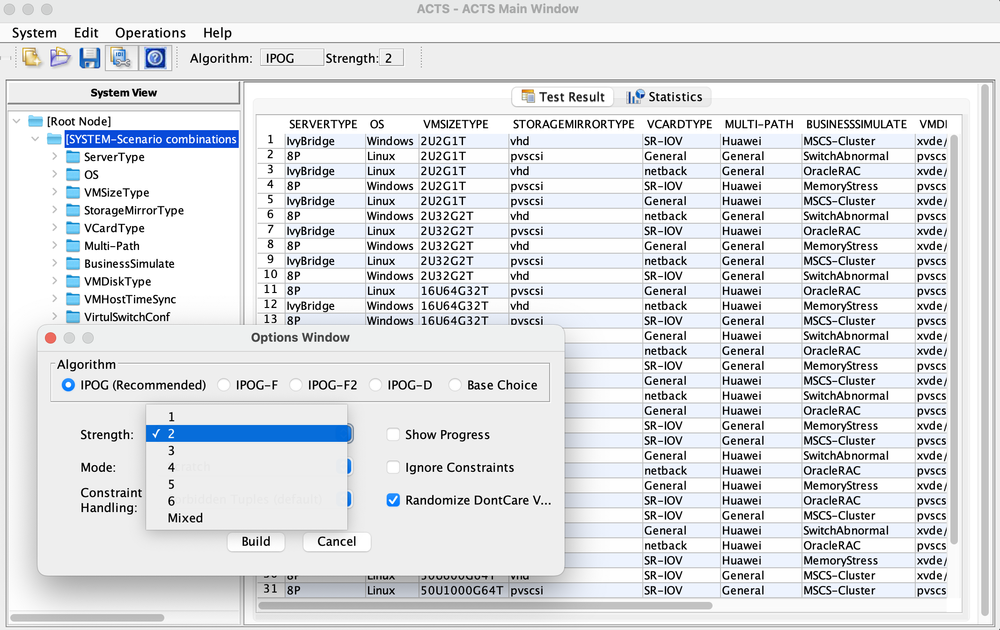 ACTS - ACTS Main Window
System Edit Operations Help
Algorithm: IPOG Strength: 2
System View
[Root Node]
[SYSTEM-Scenario combinations
ServerType
OS
VMSizeType
StorageMirrorType
VCardType
Multi-Path
BusinessSimulate
VMDiskType
VMHostTimeSync
VirtulSwitchConf
Test Result Statistics
SERVERTYPE OS VMSIZETYPE STORAGEMIRRORTYPE VCARDTYPE MULTI-PATH BUSINESSSIMULATE VMDI
1 IvyBridge Windows 2U2G1T vhd SR-IOV Huawei MSCS-Cluster xvde/
2 8P Linux 2U2G1T pvscsi General General SwitchAbnormal pvscs
3 IvyBridge Linux 2U2G1T vhd netback General OracleRAC xvde/
4 8P Windows 2U2G1T pvscsi SR-IOV Huawei MemoryStress pvscs
5 IvyBridge Linux 2U2G1T pvscsi General Huawei MSCS-Cluster xvde/
6 8P Windows 2U32G2T vhd netback General SwitchAbnormal pvscs
7 IvyBridge Linux 2U32G2T pvscsi SR-IOV Huawei OracleRAC xvde/
8 8P Windows 2U32G2T vhd General General MemoryStress pvscs
9 IvyBridge Linux 2U32G2T pvscsi netback General MSCS-Cluster xvde/
10 8P Windows 2U32G2T vhd SR-IOV General SwitchAbnormal xvde/
11 8P Linux 16U64G32T pvscsi General Huawei OracleRAC pvscs
12 IvyBridge Windows 16U64G32T vhd netback Huawei MemoryStress xvde/
13 8P Windows 16U64G32T pvscsi SR-IOV General MSCS-Cluster pvscs
General Huawei SwitchAbnormal xvde/
netback General OracleRAC xvde/
SR-IOV General MemoryStress pvscs
General Huawei MSCS-Cluster xvde/
netback Huawei SwitchAbnormal pvscs
General Huawei OracleRAC xvde/
SR-IOV General MemoryStress pvscs
SR-IOV General MSCS-Cluster pvscs
General Huawei SwitchAbnormal xvde/
netback Huawei OracleRAC pvscs
General Huawei MemoryStress xvde/
SR-IOV Huawei OracleRAC xvde/
SR-IOV General MSCS-Cluster pvscs
General Huawei SwitchAbnormal xvde/
netback Huawei OracleRAC pvscs
SR-IOV Huawei MemoryStress xvde/
30 8P Linux 50U600G64T vhd SR-IOV General MSCS-Cluster xvde/
31 8P Linux 50U1000G64T pvscsi SR-IOV General MSCS-Cluster pvscs
Options Window
Algorithm
IPOG (Recommended) IPOG-F IPOG-F2 IPOG-D Base Choice
Strength:
1
2
3
4
5
6
Mixed
Mode: Scratch
Constraint Handling: Forbidden Tuples (default)
Show Progress
Ignore Constraints
Randomize DontCare V...
Build Cancel